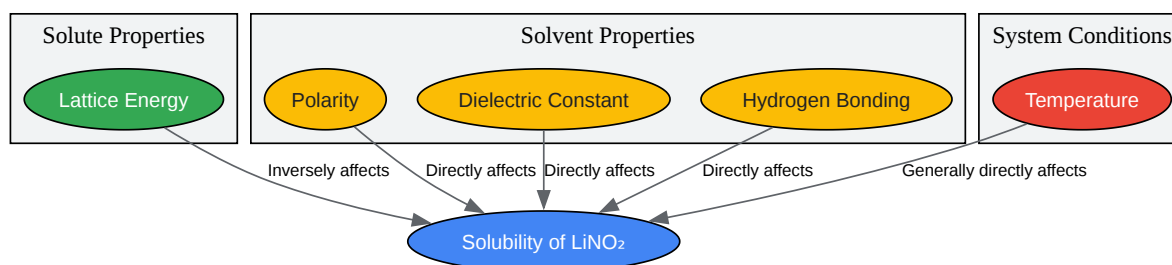 Solute Properties
Solvent Properties
System Conditions
Lattice Energy
Polarity
Dielectric Constant
Hydrogen Bonding
Temperature
Inversely affects
Directly affects
Directly affects
Directly affects
Generally directly affects
Solubility of LiNO₂